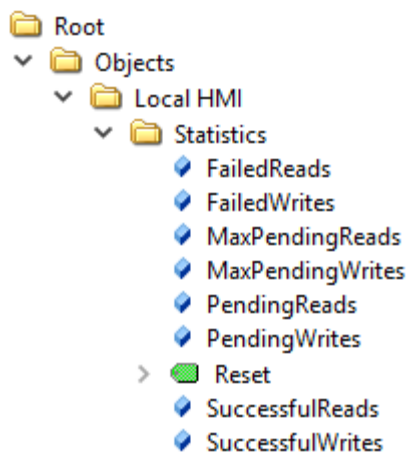 Root
Objects
Local HMI
Statistics
FailedReads
FailedWrites
MaxPendingReads
MaxPendingWrites
PendingReads
PendingWrites
Reset
SuccessfulReads
SuccessfulWrites